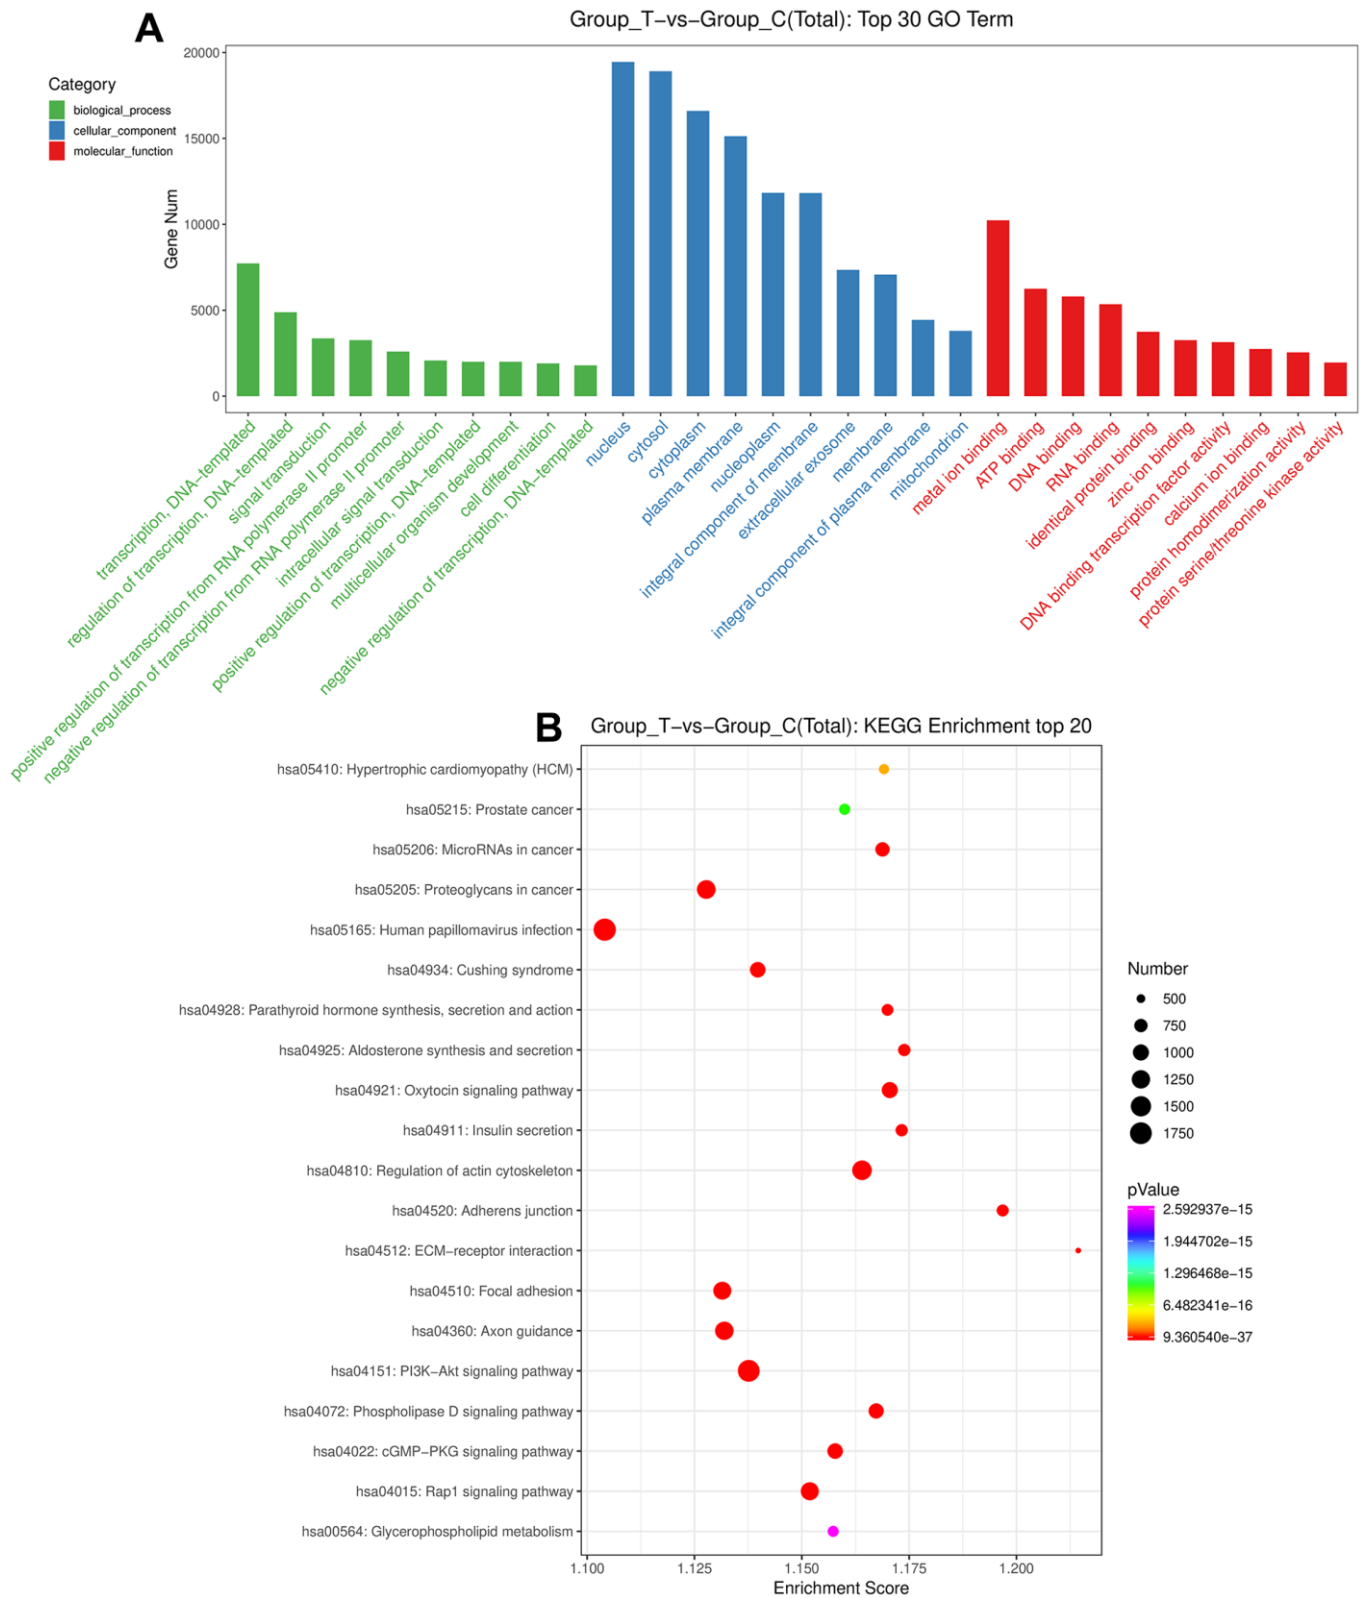 A
Group_T−vs−Group_C(Total): Top 30 GO Term
Category
biological_process
cellular_component
molecular_function
Gene Num
20000
15000
10000
5000
0
transcription, DNA−templated
regulation of transcription, DNA−templated
signal transduction
positive regulation of transcription from RNA polymerase II promoter
negative regulation of transcription from RNA polymerase II promoter
intracellular signal transduction
positive regulation of transcription, DNA−templated
multicellular organism development
cell differentiation
negative regulation of transcription, DNA−templated
nucleus
cytosol
cytoplasm
plasma membrane
nucleoplasm
integral component of membrane
extracellular exosome
membrane
integral component of plasma membrane
mitochondrion
metal ion binding
ATP binding
DNA binding
RNA binding
identical protein binding
zinc ion binding
DNA binding transcription factor activity
calcium ion binding
protein homodimerization activity
protein serine/threonine kinase activity
B
Group_T−vs−Group_C(Total): KEGG Enrichment top 20
hsa05410: Hypertrophic cardiomyopathy (HCM)
hsa05215: Prostate cancer
hsa05206: MicroRNAs in cancer
hsa05205: Proteoglycans in cancer
hsa05165: Human papillomavirus infection
hsa04934: Cushing syndrome
hsa04928: Parathyroid hormone synthesis, secretion and action
hsa04925: Aldosterone synthesis and secretion
hsa04921: Oxytocin signaling pathway
hsa04911: Insulin secretion
hsa04810: Regulation of actin cytoskeleton
hsa04520: Adherens junction
hsa04512: ECM−receptor interaction
hsa04510: Focal adhesion
hsa04360: Axon guidance
hsa04151: PI3K−Akt signaling pathway
hsa04072: Phospholipase D signaling pathway
hsa04022: cGMP−PKG signaling pathway
hsa04015: Rap1 signaling pathway
hsa00564: Glycerophospholipid metabolism
1.100
1.125
1.150
1.175
1.200
Enrichment Score
Number
500
750
1000
1250
1500
1750
pValue
2.592937e−15
1.944702e−15
1.296468e−15
6.482341e−16
9.360540e−37